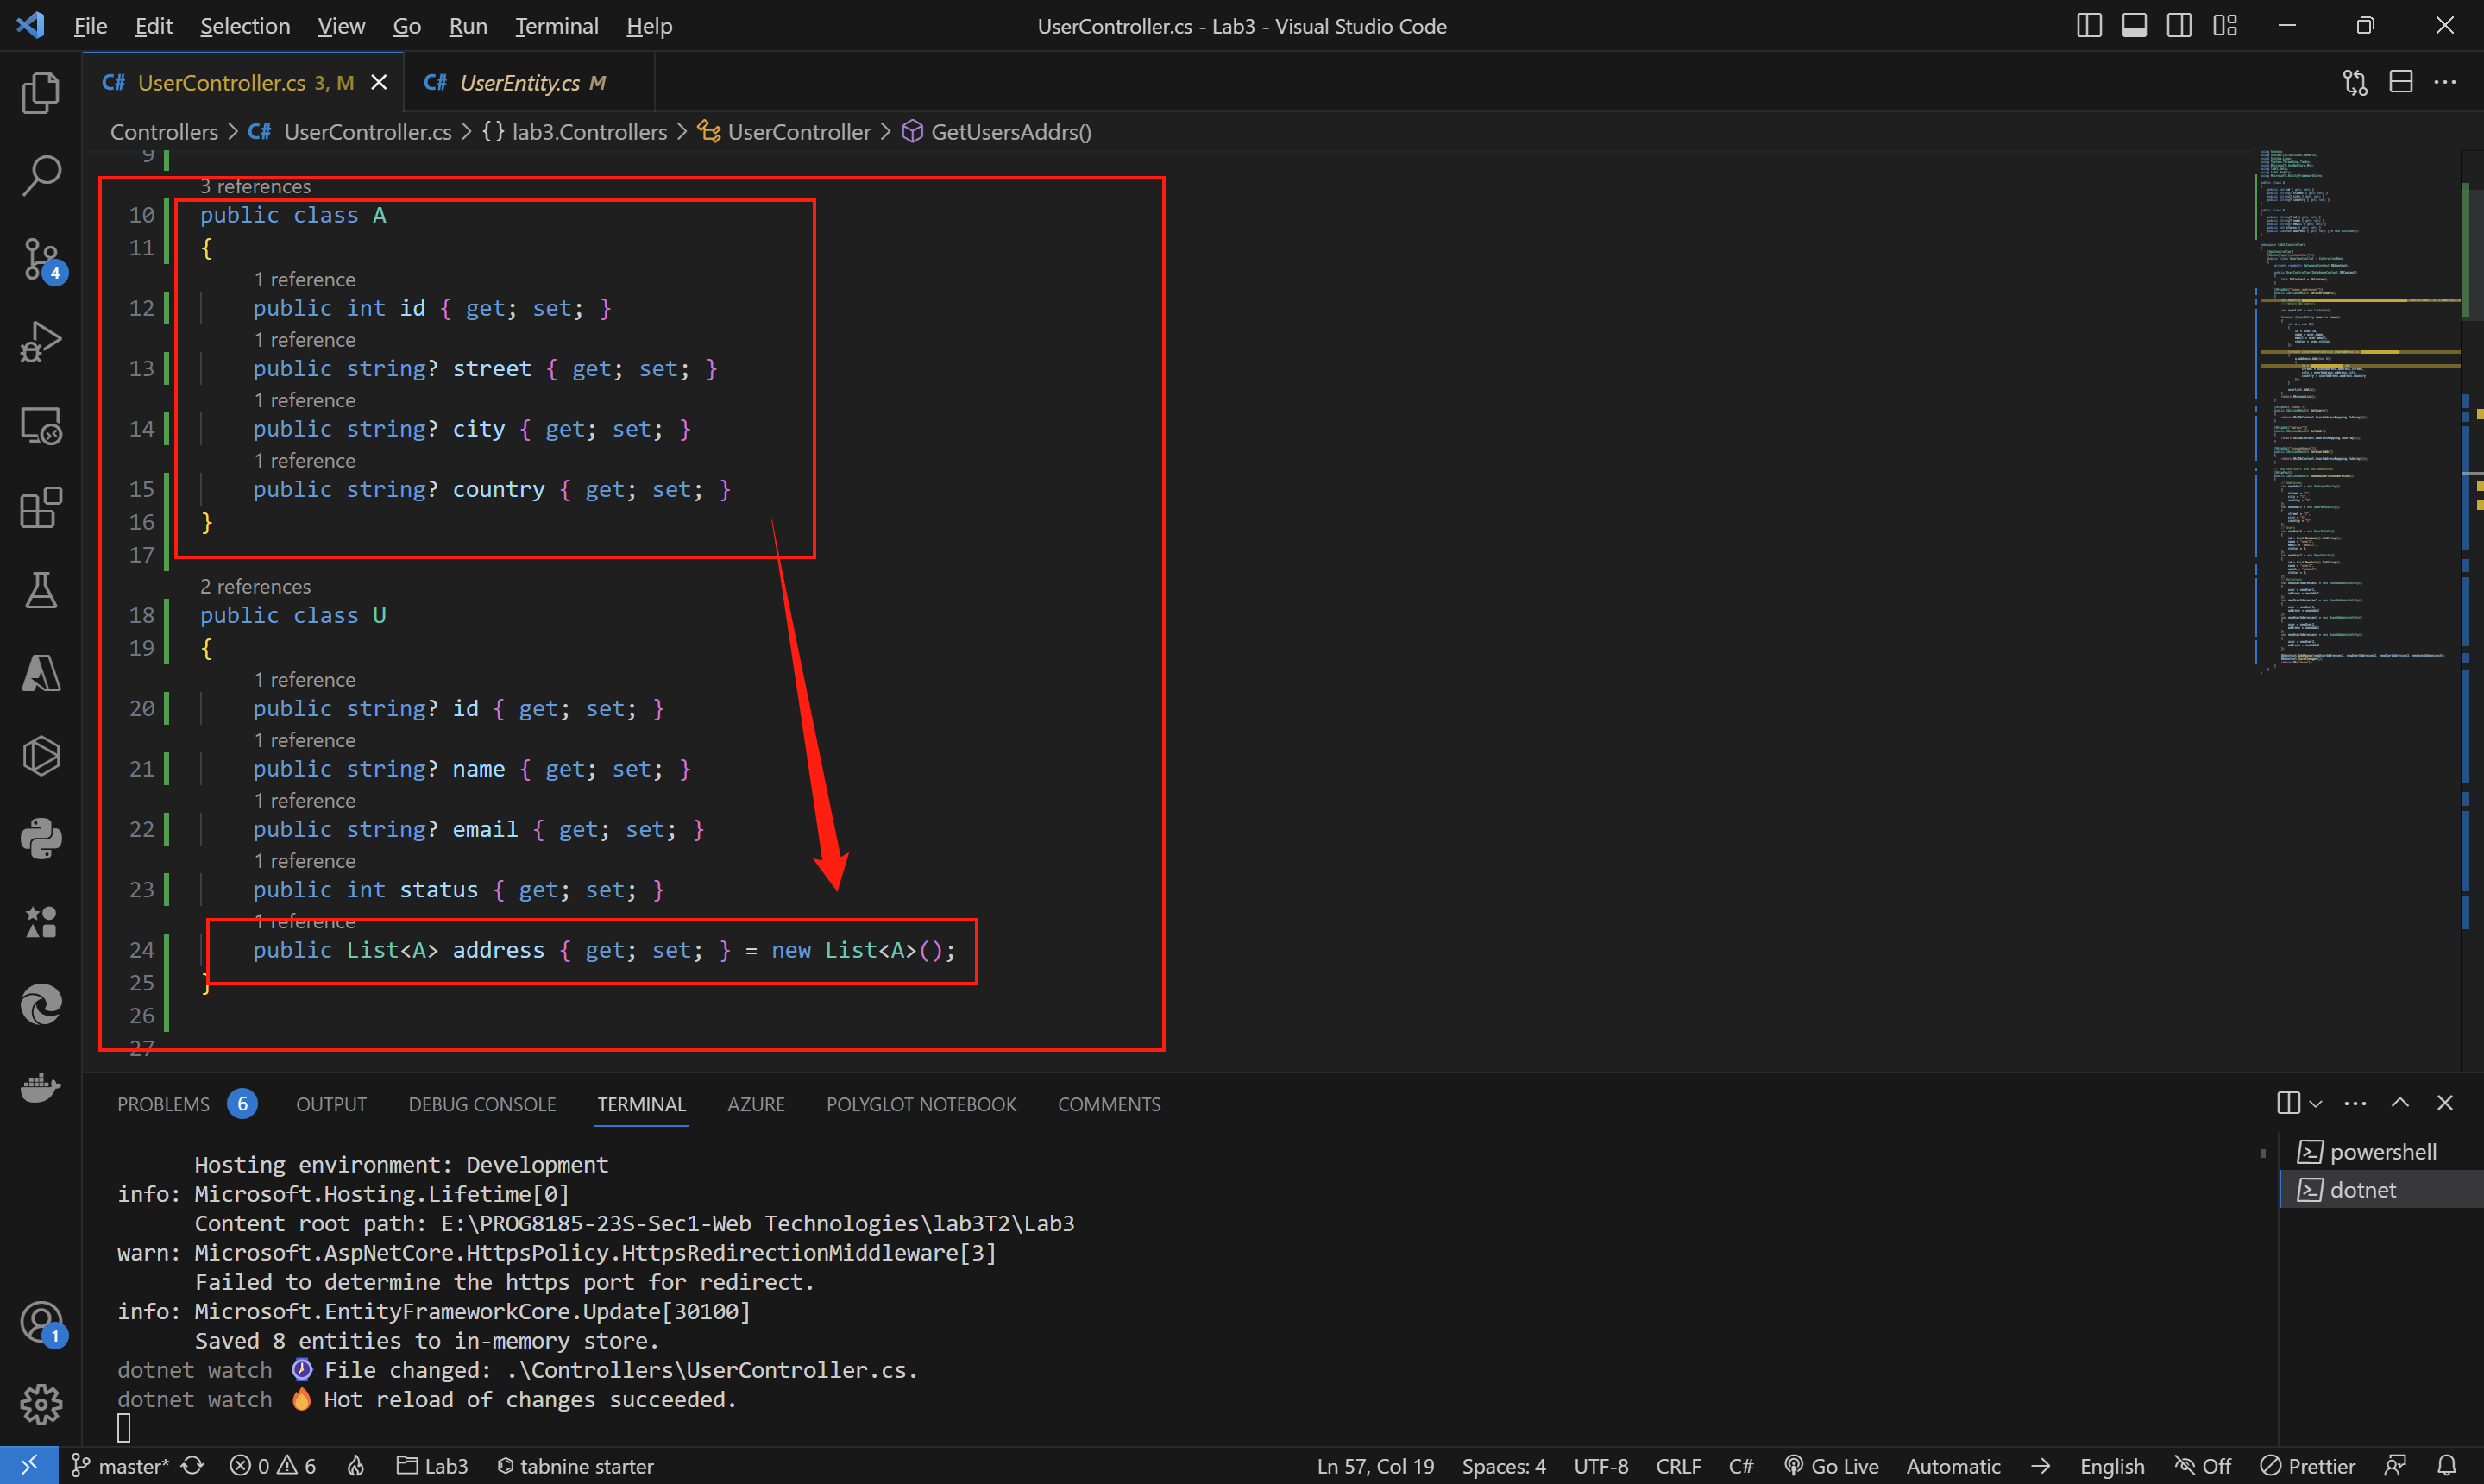 File Edit Selection View Go Run Terminal Help
UserController.cs - Lab3 - Visual Studio Code
C# UserController.cs 3, M
C# UserEntity.cs M
Controllers > C# UserController.cs > {} lab3.Controllers > UserController > GetUsersAddrs()
9
3 references
10 public class A
11 {
1 reference
12 public int id { get; set; }
1 reference
13 public string? street { get; set; }
1 reference
14 public string? city { get; set; }
1 reference
15 public string? country { get; set; }
16 }
17
2 references
18 public class U
19 {
1 reference
20 public string? id { get; set; }
1 reference
21 public string? name { get; set; }
1 reference
22 public string? email { get; set; }
1 reference
23 public int status { get; set; }
1 reference
24 public List<A> address { get; set; } = new List<A>();
25 }
26
27
4
1
PROBLEMS 6 OUTPUT DEBUG CONSOLE TERMINAL AZURE POLYGLOT NOTEBOOK COMMENTS
Hosting environment: Development
info: Microsoft.Hosting.Lifetime[0]
Content root path: E:\PROG8185-23S-Sec1-Web Technologies\lab3T2\Lab3
warn: Microsoft.AspNetCore.HttpsPolicy.HttpsRedirectionMiddleware[3]
Failed to determine the https port for redirect.
info: Microsoft.EntityFrameworkCore.Update[30100]
Saved 8 entities to in-memory store.
dotnet watch File changed: .\Controllers\UserController.cs.
dotnet watch 🔥 Hot reload of changes succeeded.
powershell
dotnet
master* 0 6 Lab3 tabnine starter
Ln 57, Col 19 Spaces: 4 UTF-8 CRLF C# Go Live Automatic English Off Prettier